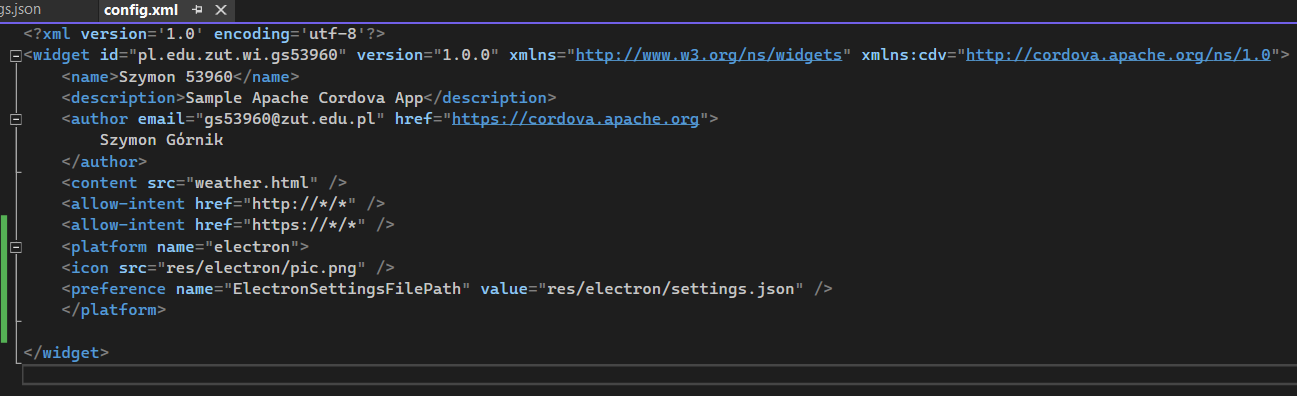 gs.json config.xml
<?xml version='1.0' encoding='utf-8'?>
<widget id="pl.edu.zut.wi.gs53960" version="1.0.0" xmlns="http://www.w3.org/ns/widgets" xmlns:cdv="http://cordova.apache.org/ns/1.0">
    <name>Szymon 53960</name>
    <description>Sample Apache Cordova App</description>
    <author email="gs53960@zut.edu.pl" href="https://cordova.apache.org">
        Szymon Górnik
    </author>
    <content src="weather.html" />
    <allow-intent href="http://*/*" />
    <allow-intent href="https://*/*" />
    <platform name="electron">
    <icon src="res/electron/pic.png" />
    <preference name="ElectronSettingsFilePath" value="res/electron/settings.json" />
    </platform>
</widget>